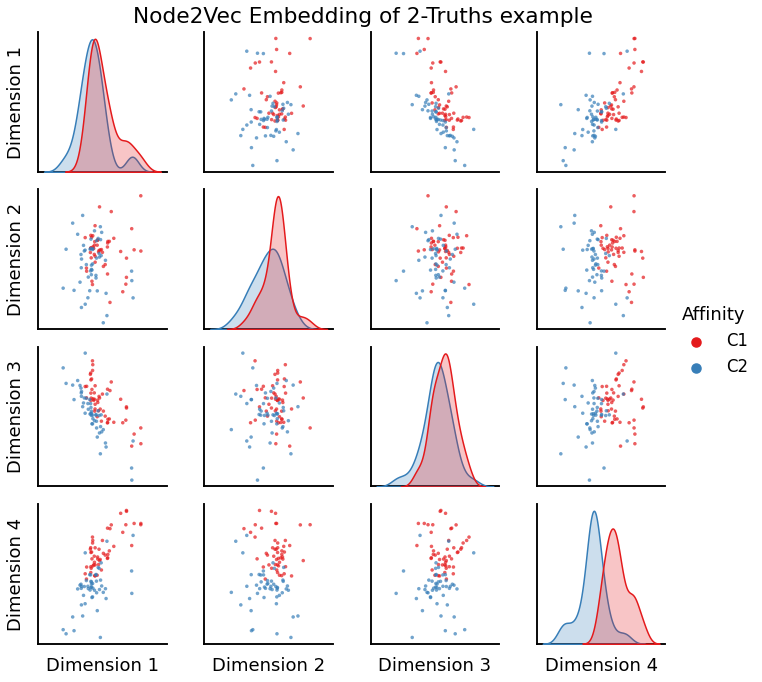 Node2Vec Embedding of 2-Truths example
Dimension 1
Dimension 2
Dimension 3
Dimension 4
Affinity
C1
C2
Dimension 1
Dimension 2
Dimension 3
Dimension 4